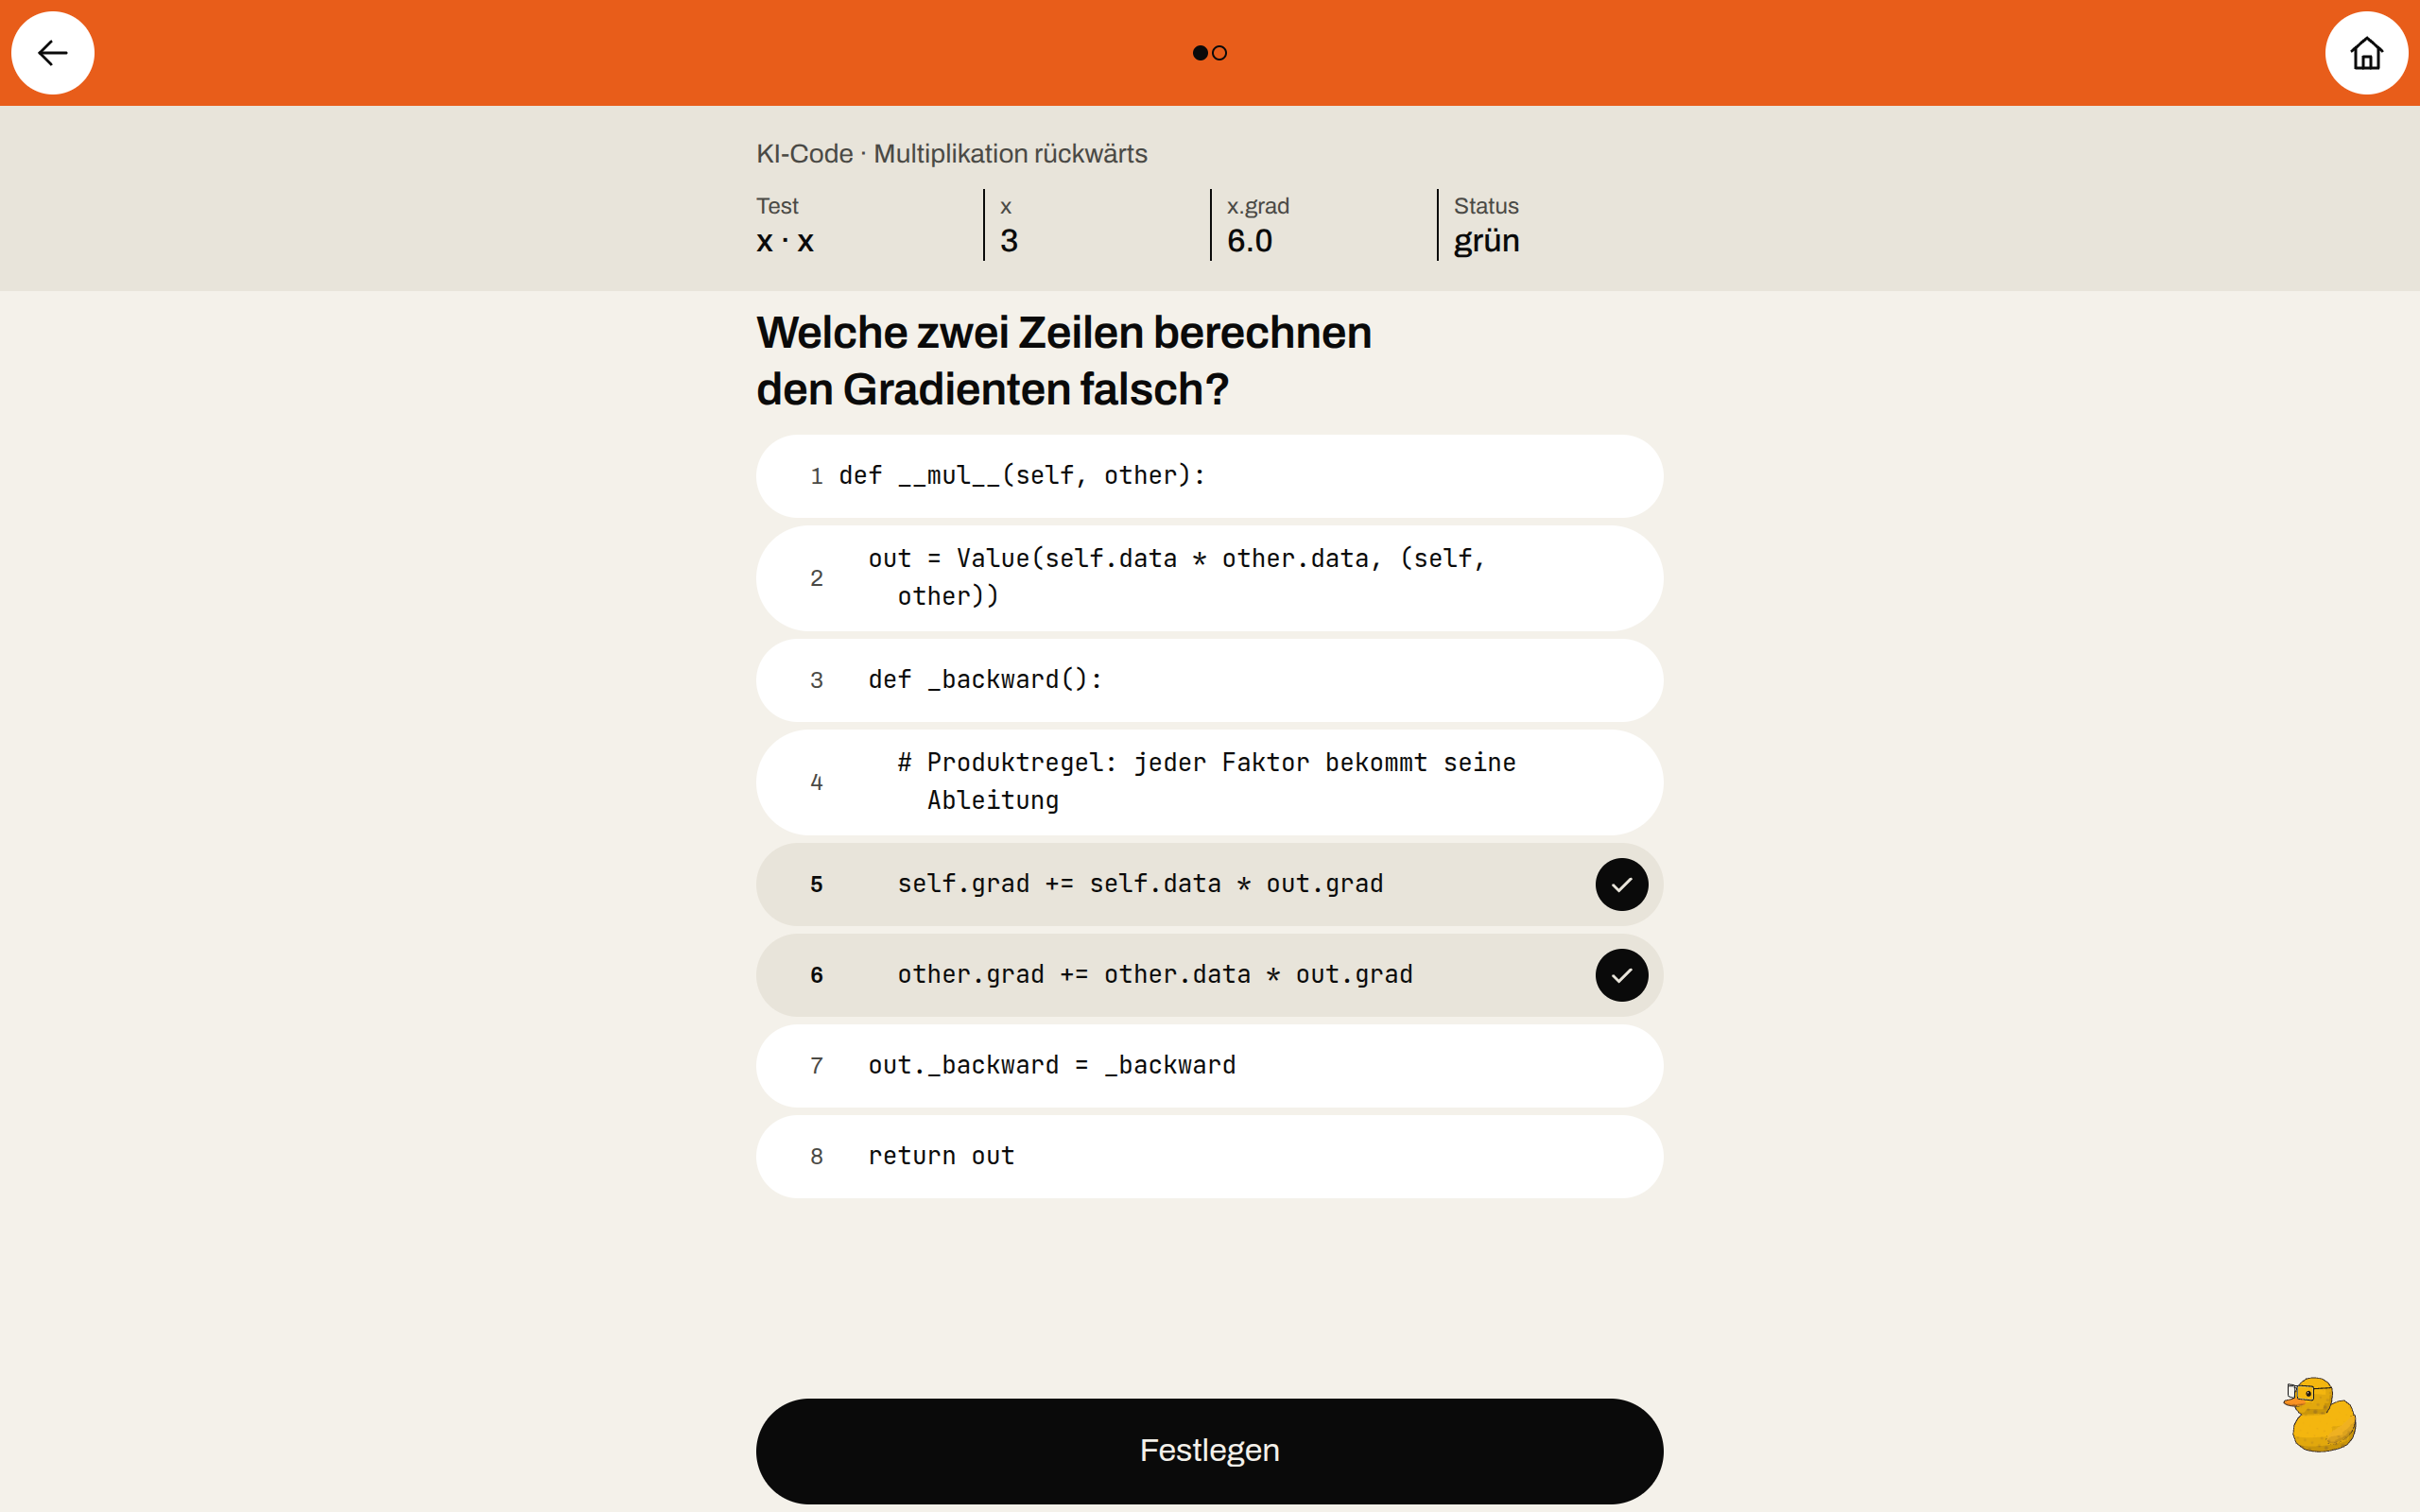 KI-Code · Multiplikation rückwärts
Test
x · x
x
3
x.grad
6.0
Status
grün
Welche zwei Zeilen berechnen
den Gradienten falsch?
1 def __mul__(self, other):
2 out = Value(self.data * other.data, (self,
other))
3 def _backward():
4 # Produktregel: jeder Faktor bekommt seine
Ableitung
5 self.grad += self.data * out.grad
6 other.grad += other.data * out.grad
7 out._backward = _backward
8 return out
Festlegen